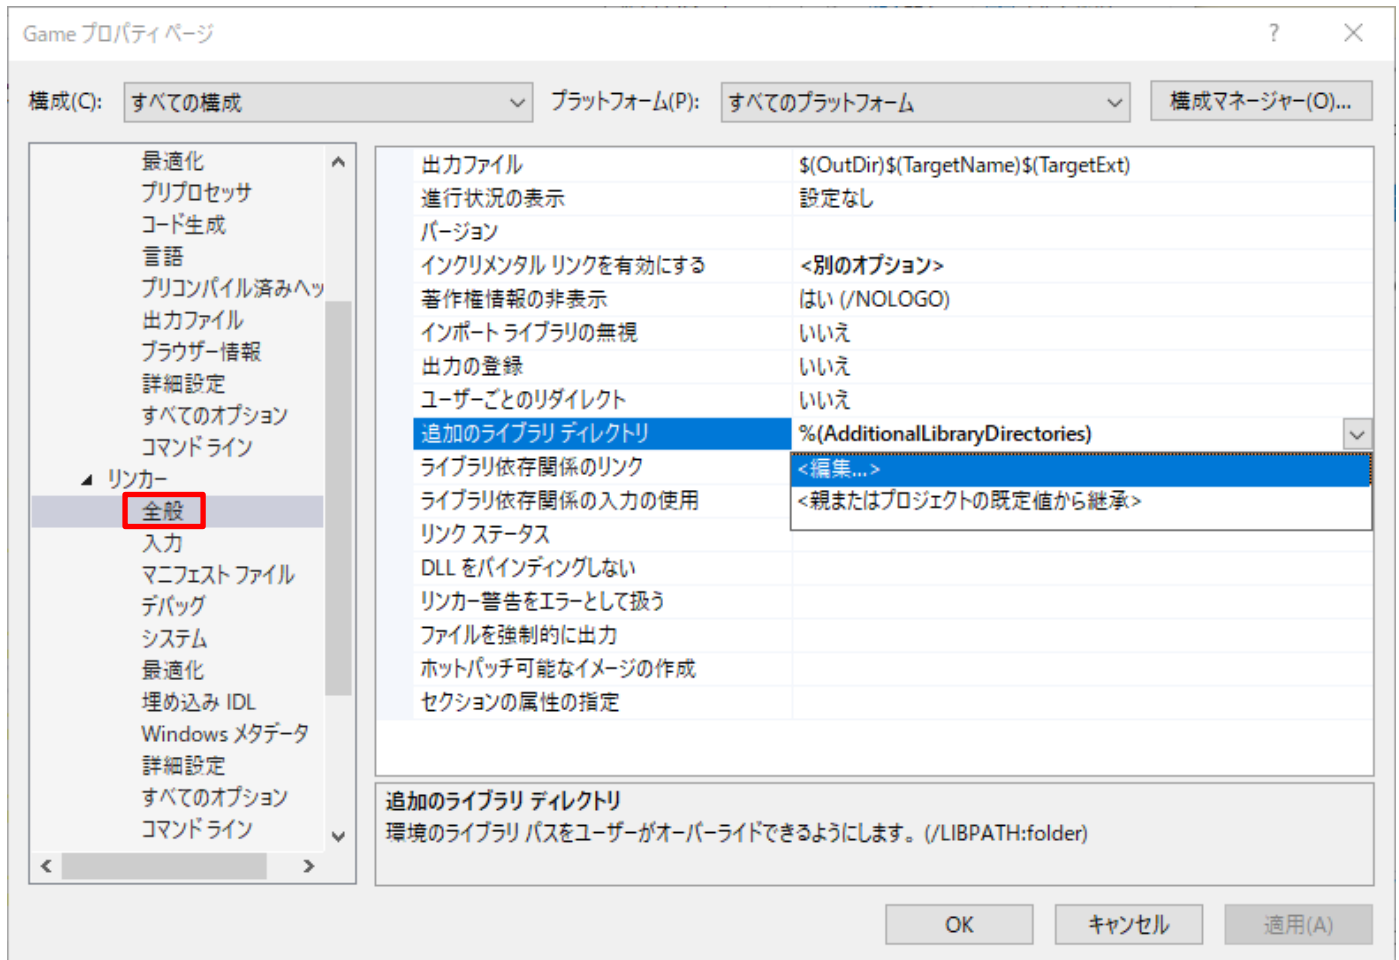 Game プロパティ ページ
?
構成(C):
すべての構成
プラットフォーム(P):
すべてのプラットフォーム
構成マネージャー(O)...
最適化
プリプロセッサ
コード生成
言語
プリコンパイル済みヘッ
出力ファイル
ブラウザー情報
詳細設定
すべてのオプション
コマンド ライン
リンカー
全般
入力
マニフェスト ファイル
デバッグ
システム
最適化
埋め込み IDL
Windows メタデータ
詳細設定
すべてのオプション
コマンド ライン
出力ファイル $(OutDir)$(TargetName)$(TargetExt)
進行状況の表示 設定なし
バージョン
インクリメンタル リンクを有効にする <別のオプション>
著作権情報の非表示 はい (/NOLOGO)
インポート ライブラリの無視 いいえ
出力の登録 いいえ
ユーザーごとのリダイレクト いいえ
追加のライブラリ ディレクトリ %(AdditionalLibraryDirectories)
ライブラリ依存関係のリンク <編集...>
ライブラリ依存関係の入力の使用 <親またはプロジェクトの既定値から継承>
リンク ステータス
DLL をバインディングしない
リンカー警告をエラーとして扱う
ファイルを強制的に出力
ホットパッチ可能なイメージの作成
セクションの属性の指定
追加のライブラリ ディレクトリ
環境のライブラリ パスをユーザーがオーバーライドできるようにします。(/LIBPATH:folder)
OK
キャンセル
適用(A)